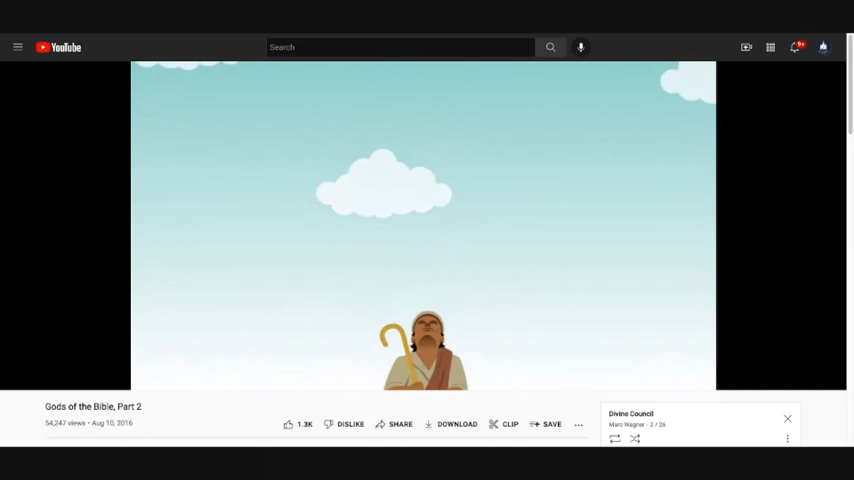 YouTube
Search
9+
Gods of the Bible, Part 2
54,247 views • Aug 10, 2016
1.3K
DISLIKE
SHARE
DOWNLOAD
CLIP
SAVE
Divine Council
Marc Wagner - 2 / 26